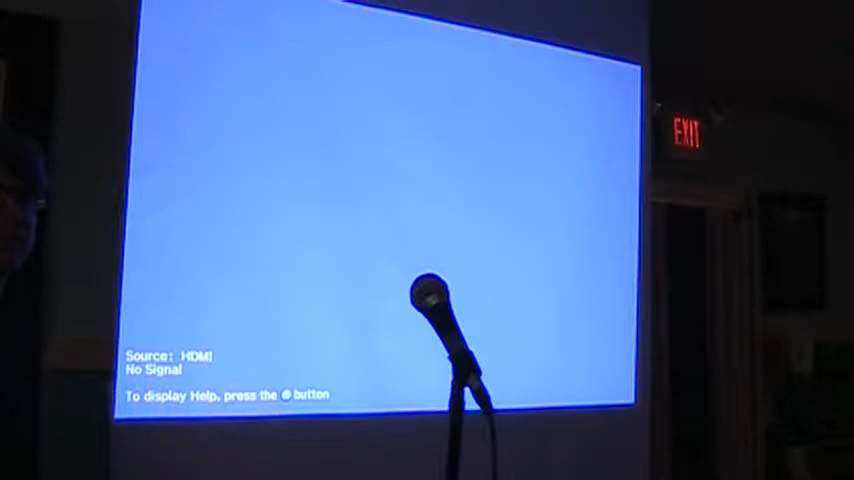 EXIT
Source: HDMI
No Signal
To display Help, press the button